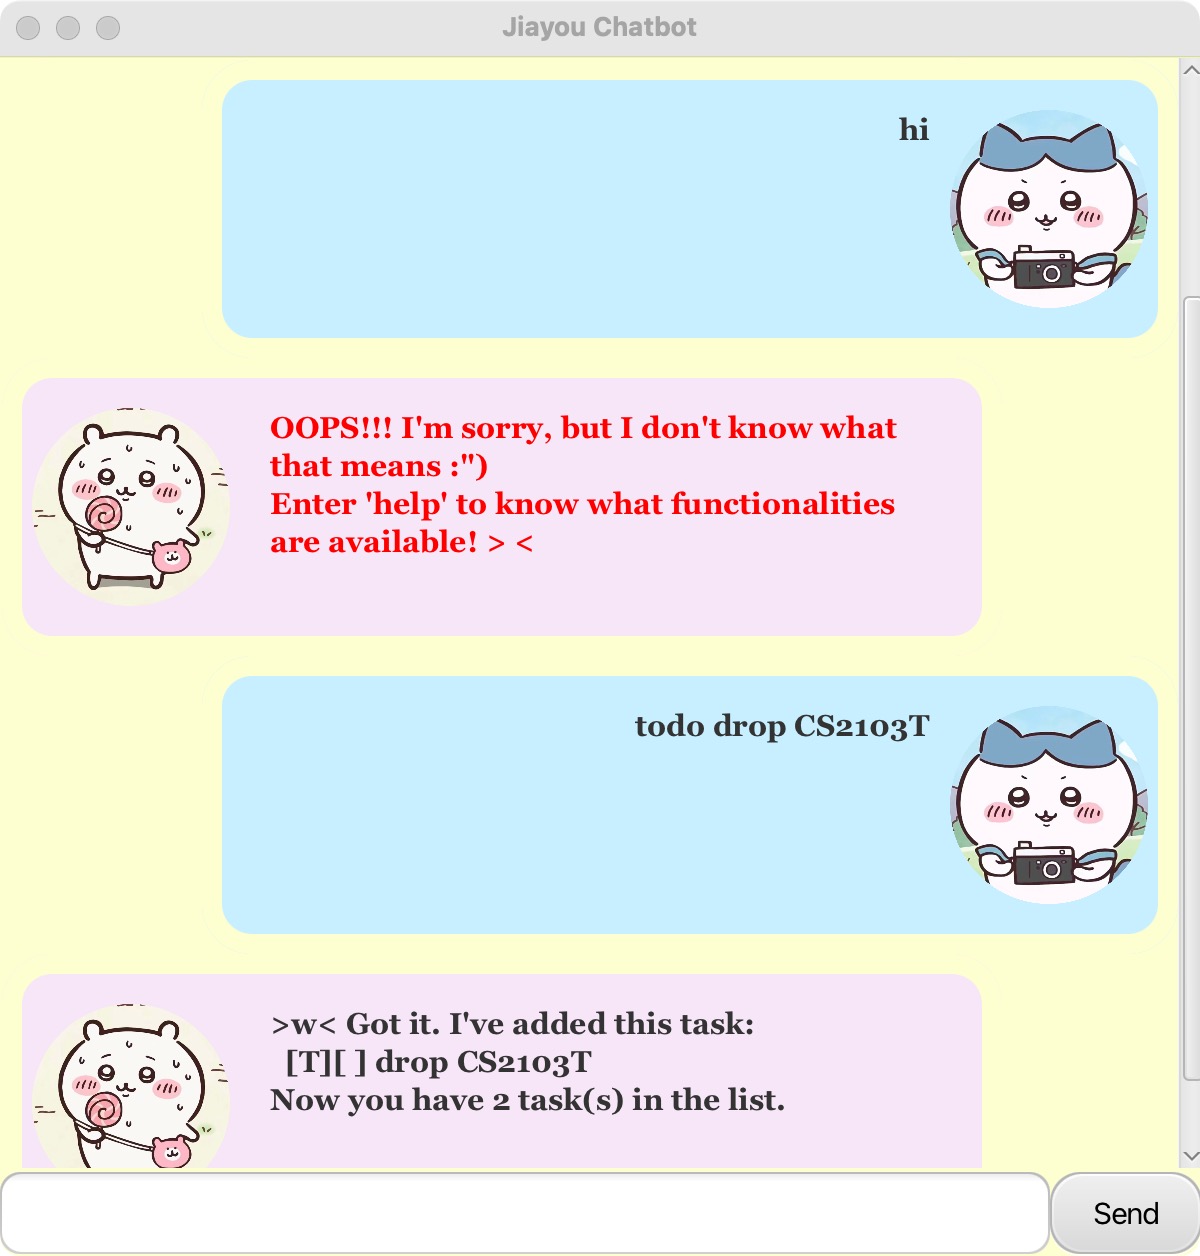 Jiayou Chatbot
hi
OOPS!!! I'm sorry, but I don't know what
that means :")
Enter 'help' to know what functionalities
are available! > <
todo drop CS2103T
>w< Got it. I've added this task:
[T][ ] drop CS2103T
Now you have 2 task(s) in the list.
Send